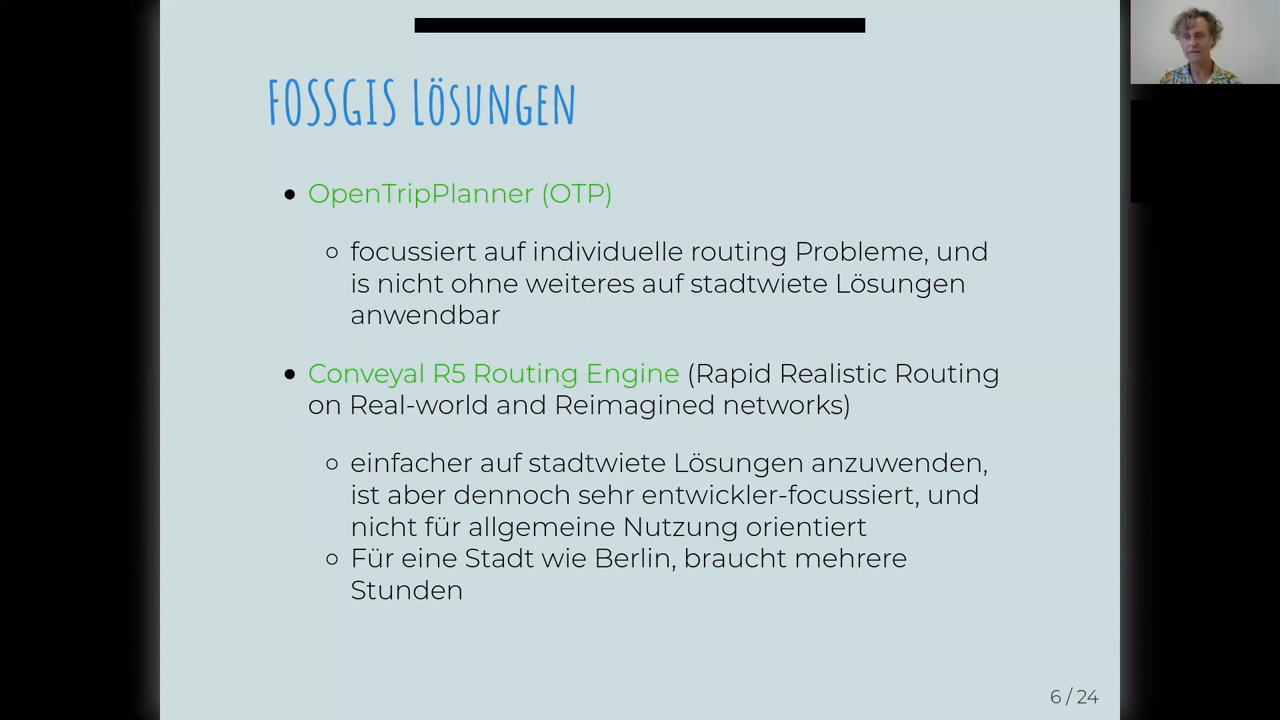 FOSSGIS Lösungen
• OpenTripPlanner (OTP)
○ focussiert auf individuelle routing Probleme, und
is nicht ohne weiteres auf stadtwiete Lösungen
anwendbar
• Conveyal R5 Routing Engine (Rapid Realistic Routing
on Real-world and Reimagined networks)
○ einfacher auf stadtwiete Lösungen anzuwenden,
ist aber dennoch sehr entwickler-focussiert, und
nicht für allgemeine Nutzung orientiert
○ Für eine Stadt wie Berlin, braucht mehrere
Stunden
6 / 24